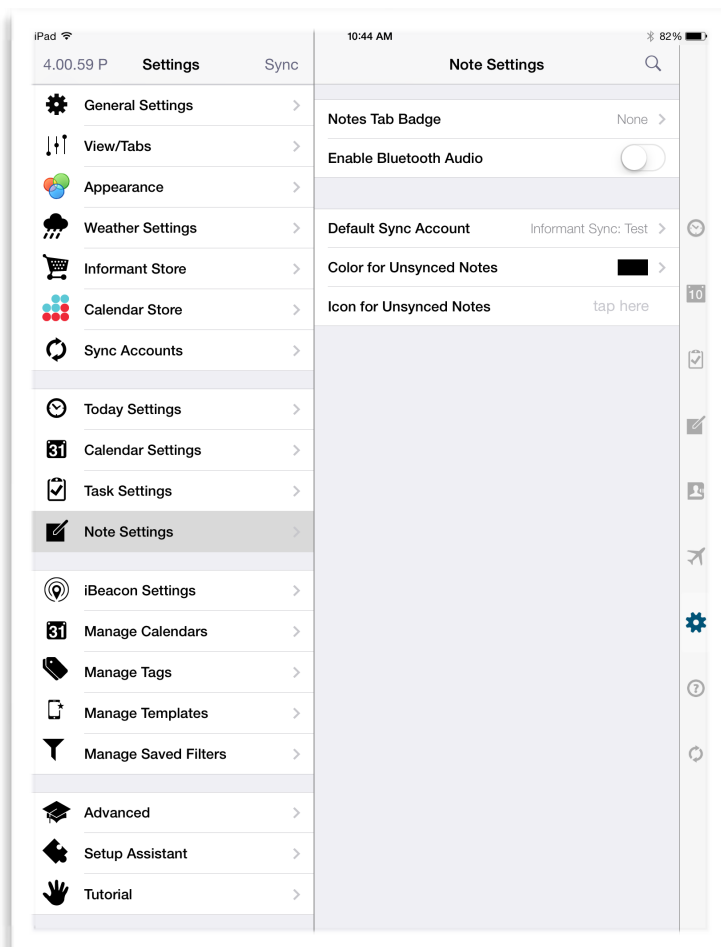 iPad 10:44 AM 82%
4.00.59 P Settings Sync
Note Settings
General Settings
View/Tabs
Appearance
Weather Settings
Informant Store
Calendar Store
Sync Accounts
Today Settings
31 Calendar Settings
Task Settings
Note Settings
iBeacon Settings
31 Manage Calendars
Manage Tags
Manage Templates
Manage Saved Filters
Advanced
Setup Assistant
Tutorial
Notes Tab Badge None
Enable Bluetooth Audio
Default Sync Account Informant Sync: Test
Color for Unsynced Notes
Icon for Unsynced Notes tap here
10
?